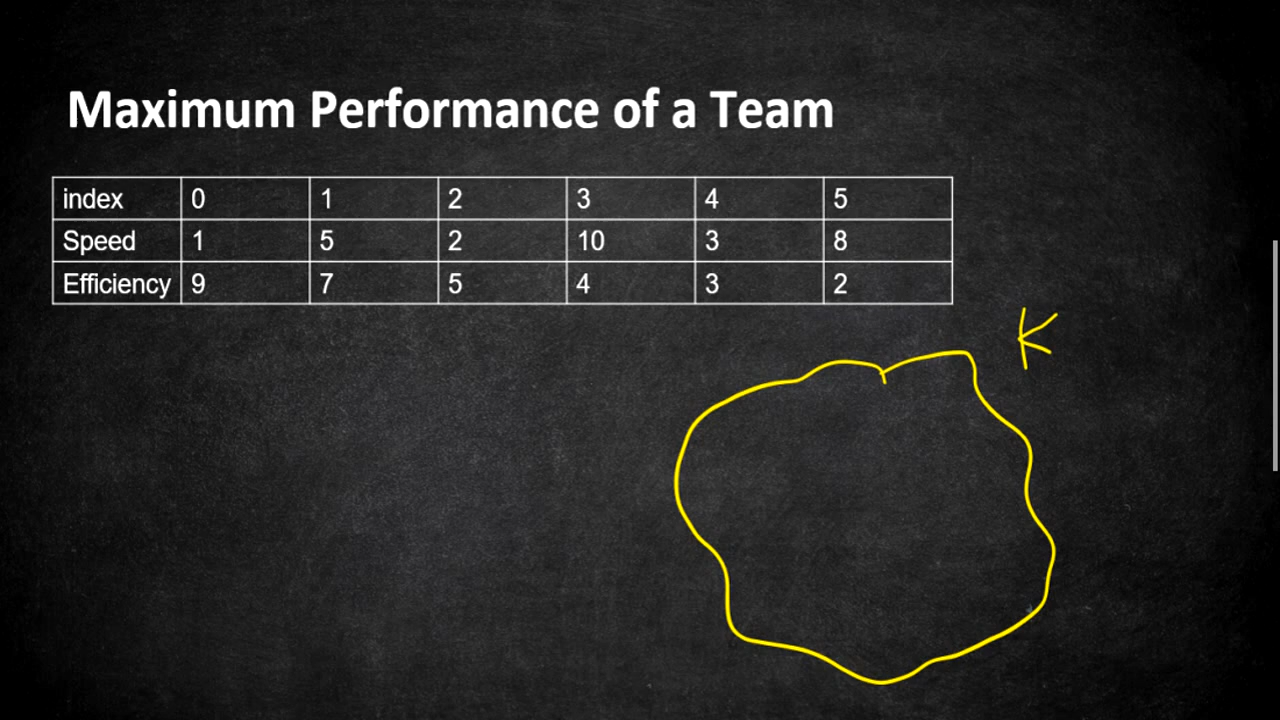 Maximum Performance of a Team
index 0 1 2 3 4 5
Speed 1 5 2 10 3 8
Efficiency 9 7 5 4 3 2
K